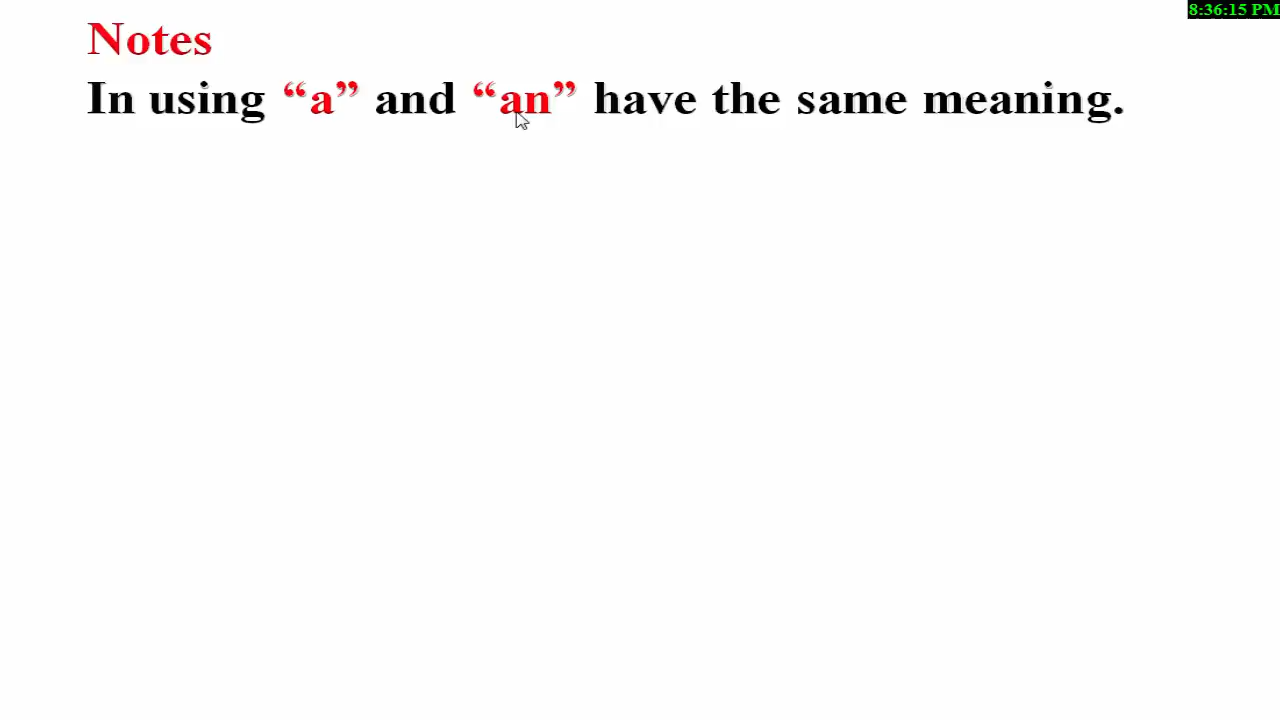 8:36:15 PM
Notes
In using “a” and “an” have the same meaning.